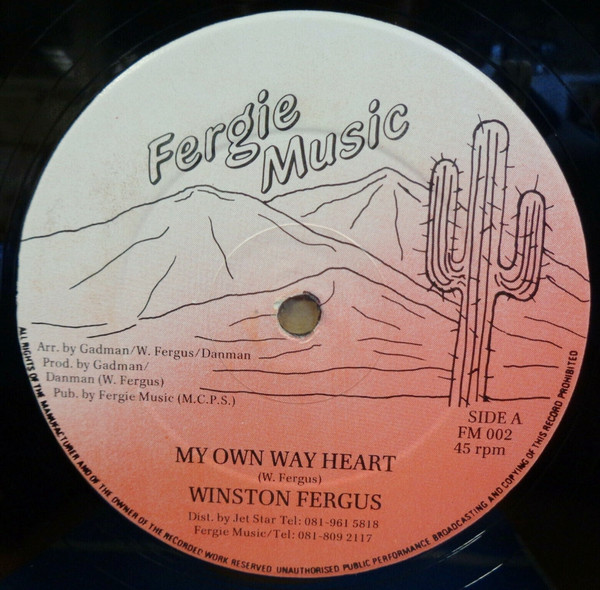 Fergie
Music
Arr. by Gadman/W. Fergus/Danman
Prod. by Gadman/
Danman (W. Fergus)
Pub. by Fergie Music (M.C.P.S.)
SIDE A
FM 002
45 rpm
MY OWN WAY HEART
(W. Fergus)
WINSTON FERGUS
Dist. by Jet Star Tel: 081-961 5818
Fergie Music/Tel: 081-809 2117
ALL RIGHTS OF THE MANUFACTURER AND OF THE OWNER OF THE RECORDED WORK RESERVED. UNAUTHORISED PUBLIC PERFORMANCE BROADCASTING AND COPYING OF THIS RECORD PROHIBITED